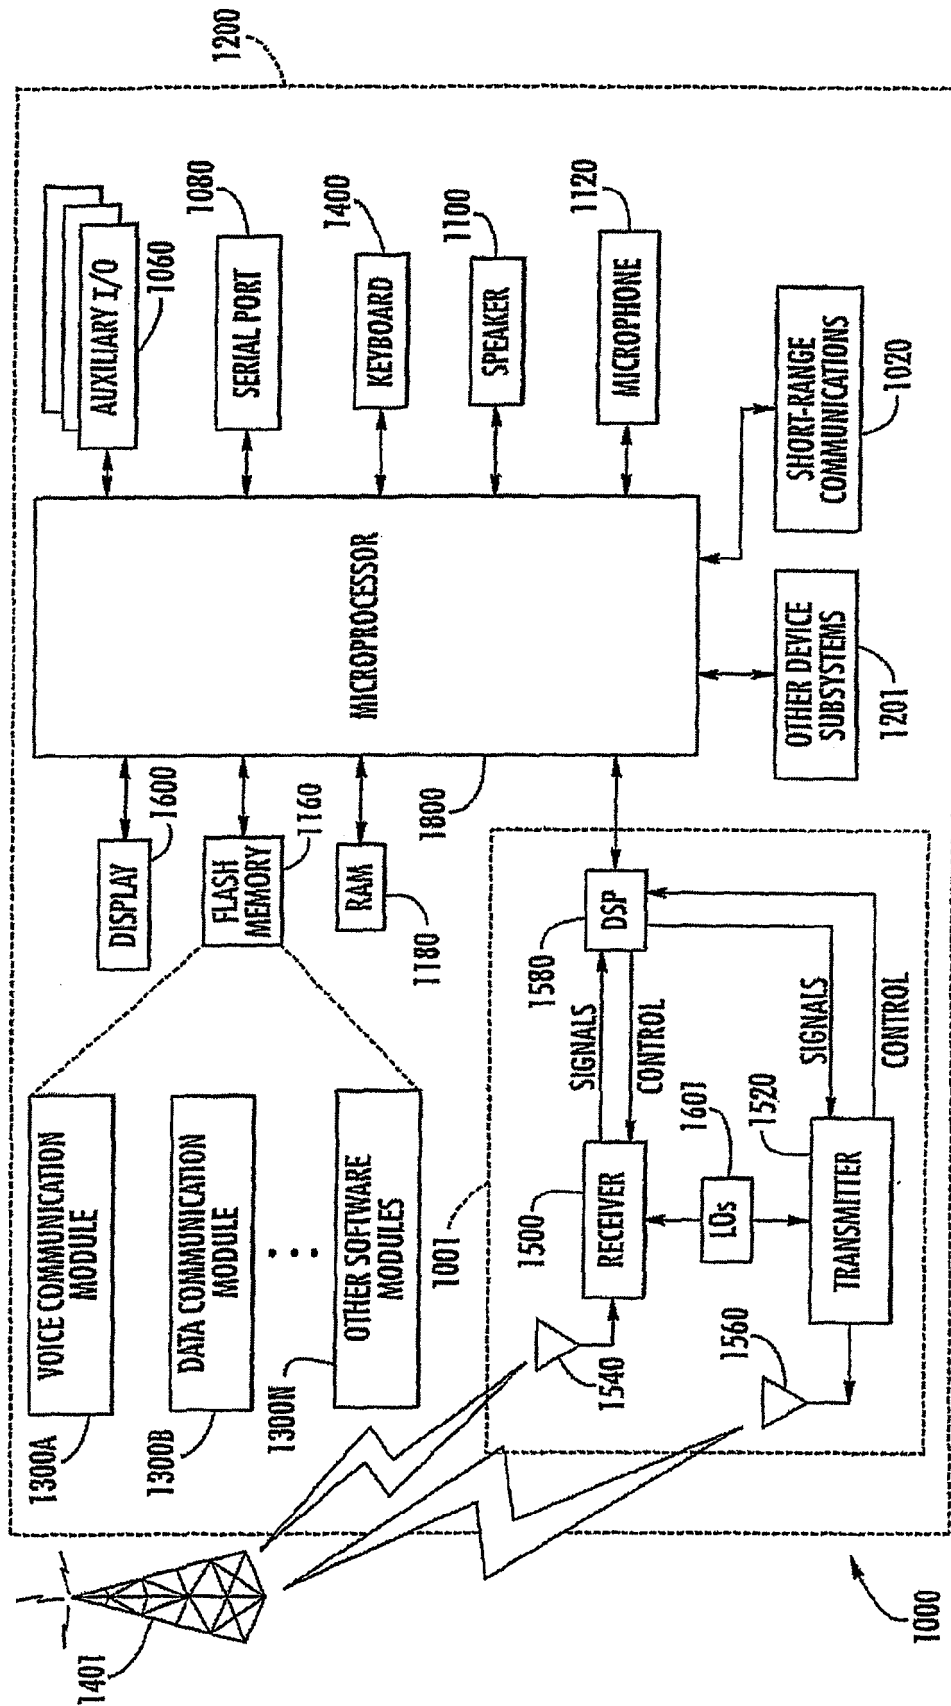 1200
AUXILIARY I/O
1060
SERIAL PORT
1080
KEYBOARD
1400
SPEAKER
1100
MICROPHONE
1120
SHORT-RANGE
COMMUNICATIONS
1020
OTHER DEVICE
SUBSYSTEMS
1201
MICROPROCESSOR
1800
DISPLAY
1600
FLASH
MEMORY
1160
RAM
1180
VOICE COMMUNICATION
MODULE
1300A
DATA COMMUNICATION
MODULE
1300B
OTHER SOFTWARE
MODULES
1300N
1001
DSP
1580
SIGNALS
CONTROL
SIGNALS
CONTROL
RECEIVER
1500
LOs
1601
TRANSMITTER
1520
1540
1560
1401
1000